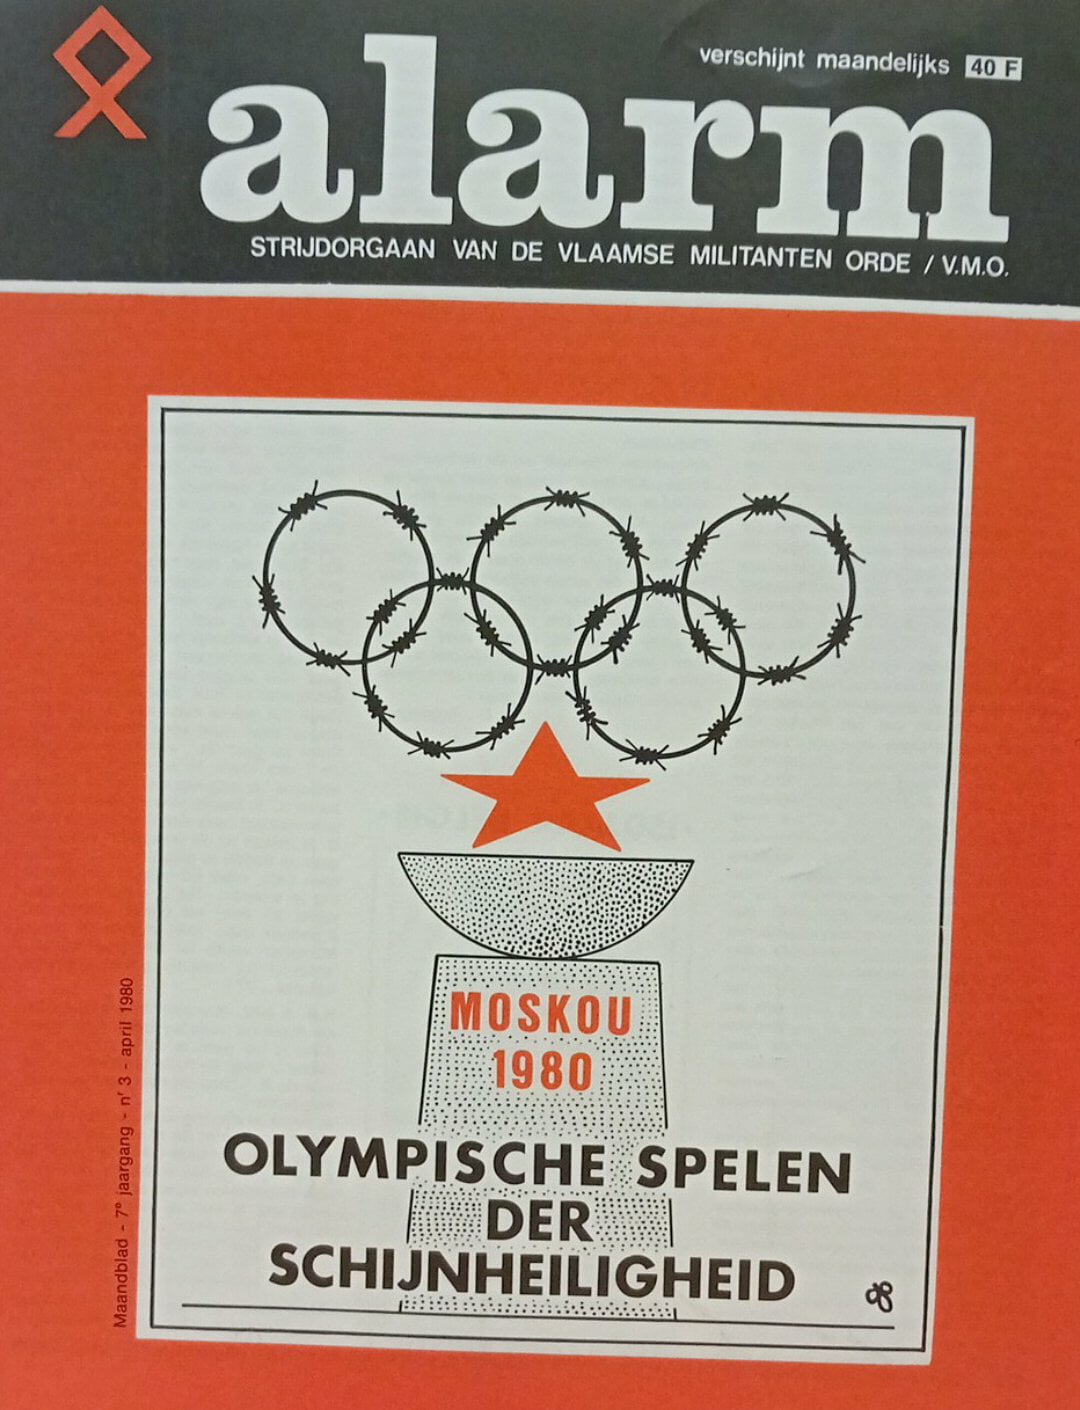 verschijnt maandelijks 40 F
alarm
STRIJDORGAAN VAN DE VLAAMSE MILITANTEN ORDE / V.M.O.
MOSKOU
1980
OLYMPISCHE SPELEN
DER
SCHIJNHEILIGHEID
Maandblad - 7e jaargang - nr 3 - april 1980